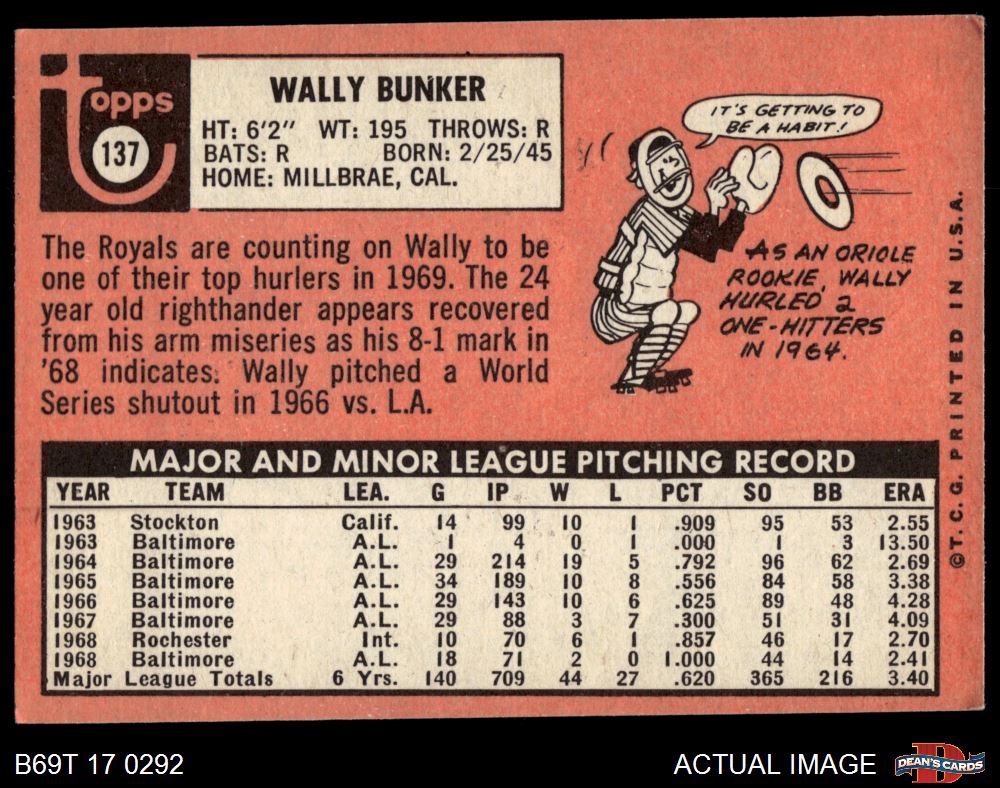 Topps
137
WALLY BUNKER
HT: 6'2" WT: 195 THROWS: R
BATS: R BORN: 2/25/45
HOME: MILLBRAE, CAL.
The Royals are counting on Wally to be
one of their top hurlers in 1969. The 24
year old righthander appears recovered
from his arm miseries as his 8-1 mark in
'68 indicates. Wally pitched a World
Series shutout in 1966 vs. L.A.
IT'S GETTING TO
BE A HABIT!
AS AN ORIOLE
ROOKIE, WALLY
HURLED 2
ONE-HITTERS
IN 1964.
MAJOR AND MINOR LEAGUE PITCHING RECORD
YEAR TEAM LEA. G IP W L PCT SO BB ERA
1963 Stockton Calif. 14 99 10 1 .909 95 53 2.55
1963 Baltimore A.L. 1 4 0 1 .000 1 3 13.50
1964 Baltimore A.L. 29 214 19 5 .792 96 62 2.69
1965 Baltimore A.L. 34 189 10 8 .556 84 58 3.38
1966 Baltimore A.L. 29 143 10 6 .625 89 48 4.28
1967 Baltimore A.L. 29 88 3 7 .300 51 31 4.09
1968 Rochester Int. 10 70 6 1 .857 46 17 2.70
1968 Baltimore A.L. 18 71 2 0 1.000 44 14 2.41
Major League Totals 6 Yrs. 140 709 44 27 .620 365 216 3.40
©T.C.G. PRINTED IN U.S.A.
B69T 17 0292
ACTUAL IMAGE
DEAN'S CARDS